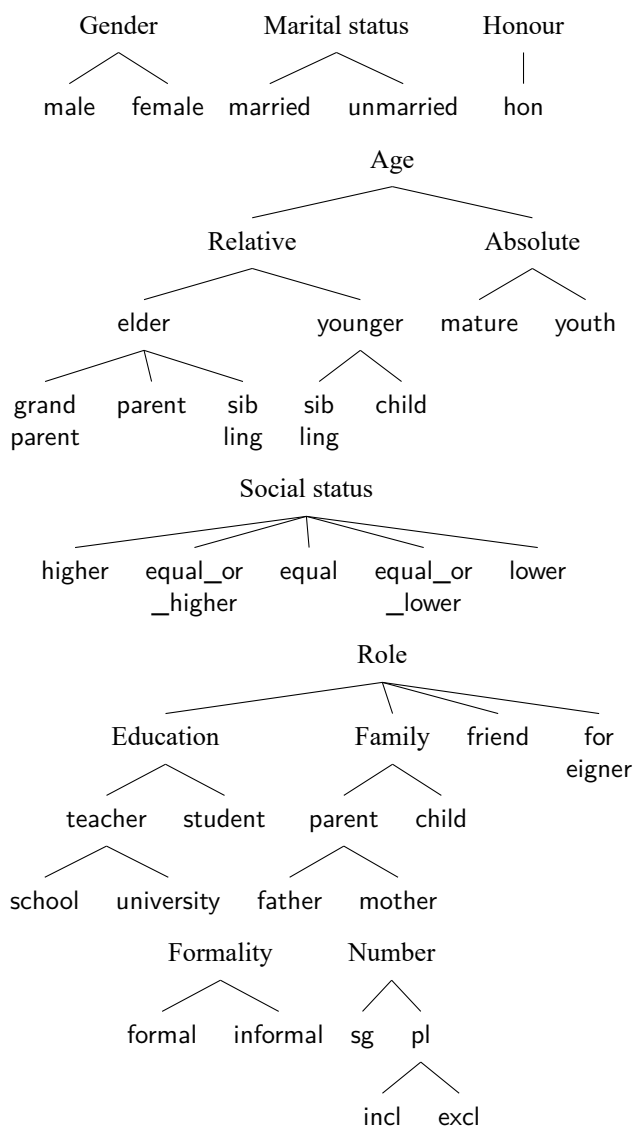 Gender Marital status Honour
male female married unmarried hon
Age
Relative Absolute
elder younger mature youth
grand parent sib sib child
parent ling ling
Social status
higher equal_or equal equal_or lower
_higher _lower
Role
Education Family friend for
eigner
teacher student parent child
school university father mother
Formality Number
formal informal sg pl
incl excl